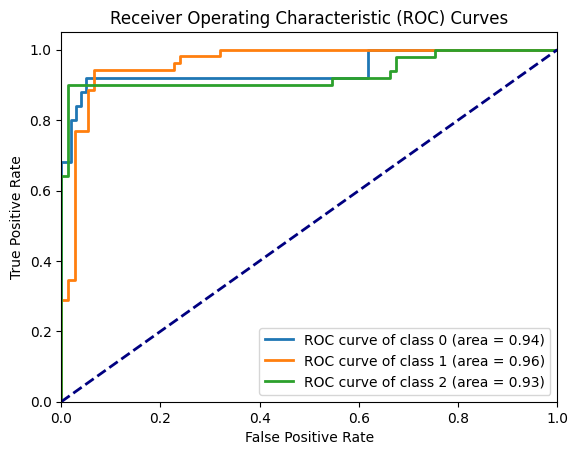 Receiver Operating Characteristic (ROC) Curves
True Positive Rate
1.0
0.8
0.6
0.4
0.2
0.0
ROC curve of class 0 (area = 0.94)
ROC curve of class 1 (area = 0.96)
ROC curve of class 2 (area = 0.93)
0.0 0.2 0.4 0.6 0.8 1.0
False Positive Rate